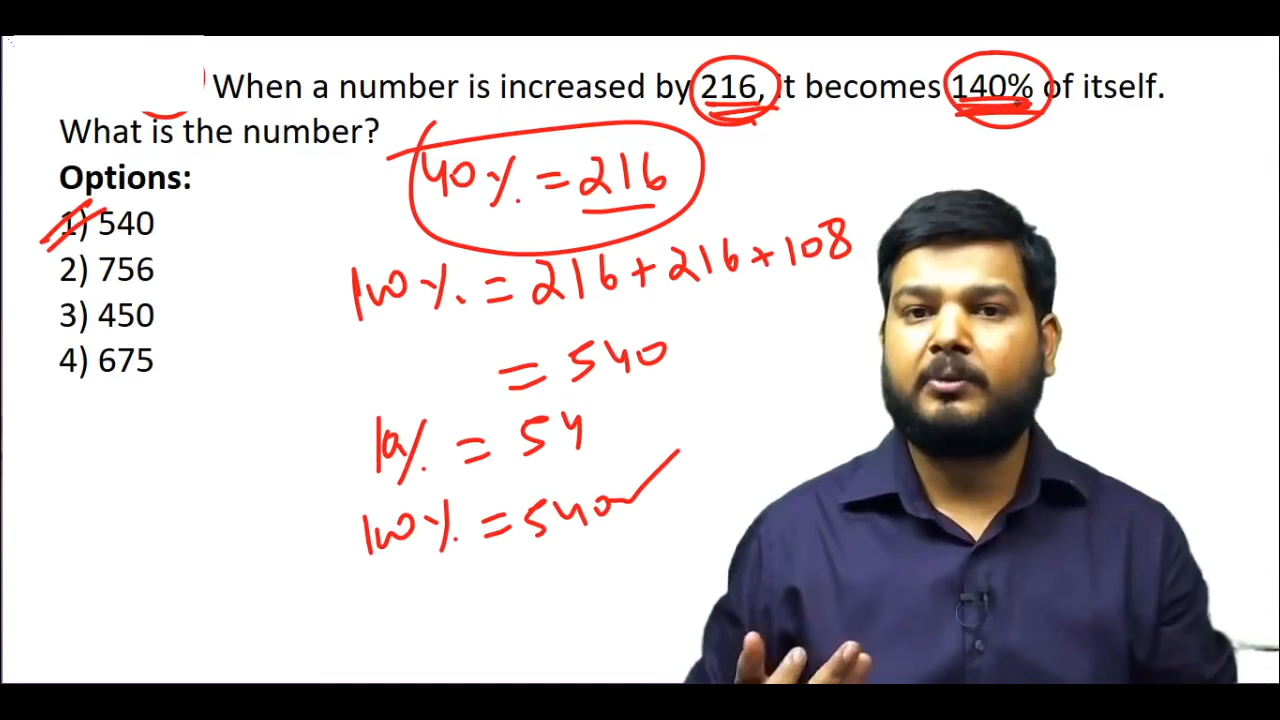 When a number is increased by 216, it becomes 140% of itself.
What is the number?
Options:
1) 540
2) 756
3) 450
4) 675
40% = 216
100% = 216 + 216 + 108
= 540
10% = 54
100% = 540